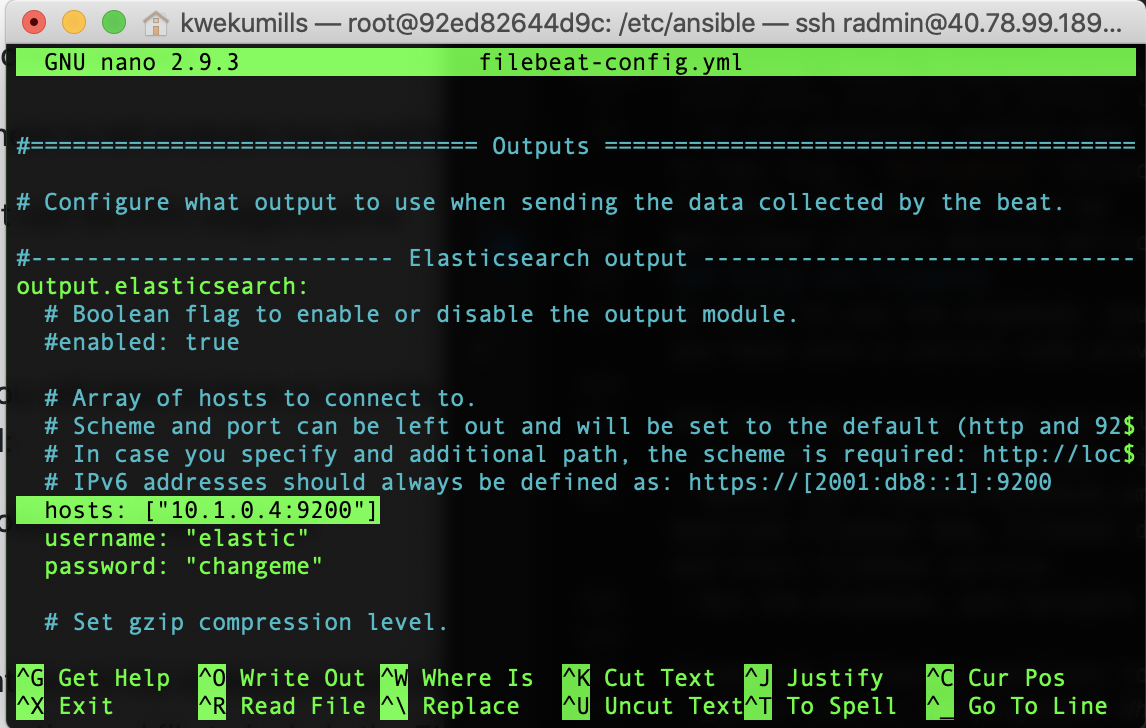 kwekumills — root@92ed82644d9c: /etc/ansible — ssh radmin@40.78.99.189...
GNU nano 2.9.3 filebeat-config.yml
#================================ Outputs ======================================
# Configure what output to use when sending the data collected by the beat.
#-------------------------- Elasticsearch output -------------------------------
output.elasticsearch:
# Boolean flag to enable or disable the output module.
#enabled: true
# Array of hosts to connect to.
# Scheme and port can be left out and will be set to the default (http and 92$
# In case you specify and additional path, the scheme is required: http://loc$
# IPv6 addresses should always be defined as: https://[2001:db8::1]:9200
hosts: ["10.1.0.4:9200"]
username: "elastic"
password: "changeme"
# Set gzip compression level.
^G Get Help ^O Write Out ^W Where Is ^K Cut Text ^J Justify ^C Cur Pos
^X Exit ^R Read File ^\ Replace ^U Uncut Text ^T To Spell ^_ Go To Line